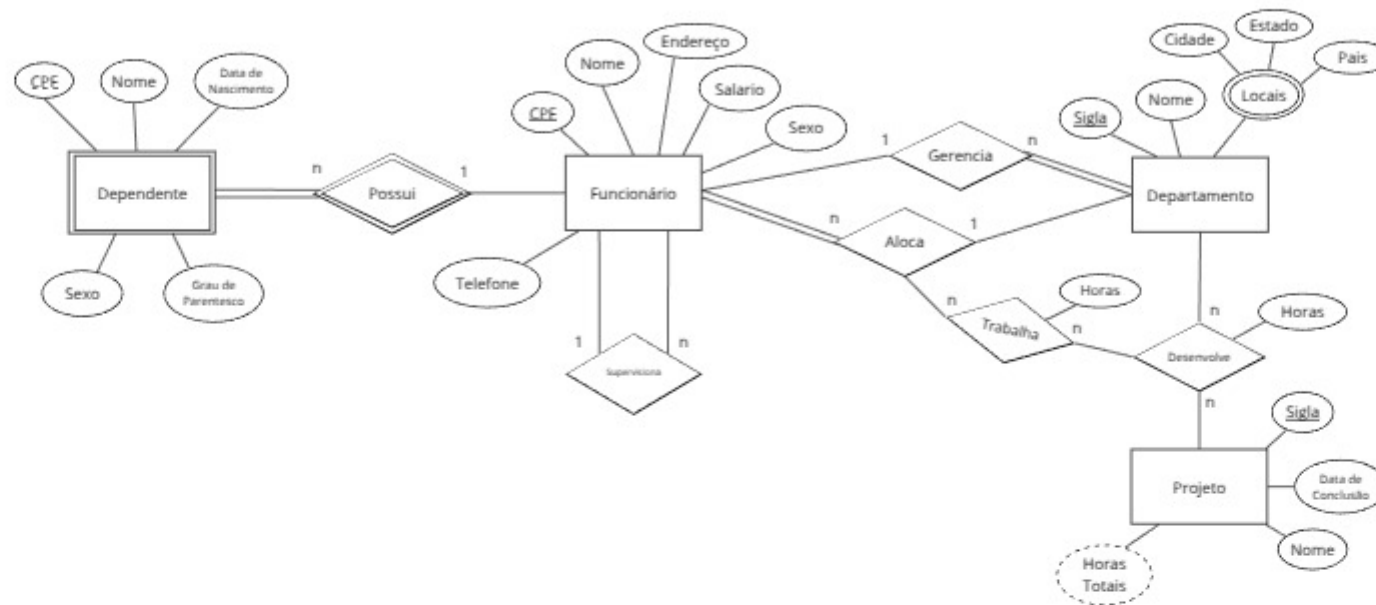 Endereço
Estado
Cidade
País
Nome
Data de
Nascimento
CPF
Nome
Salario
Locais
Nome
CPF
Sexo
Sigla
1
Gerencia
n
Dependente
n
Possui
1
Funcionário
Departamento
n
Aloca
1
Telefone
Sexo
Grau de
Parentesco
Horas
n
Trabalha
n
n
Horas
1
n
Supervisiona
Desenvolve
n
Sigla
Projeto
Data de
Conclusão
Nome
Horas
Totais